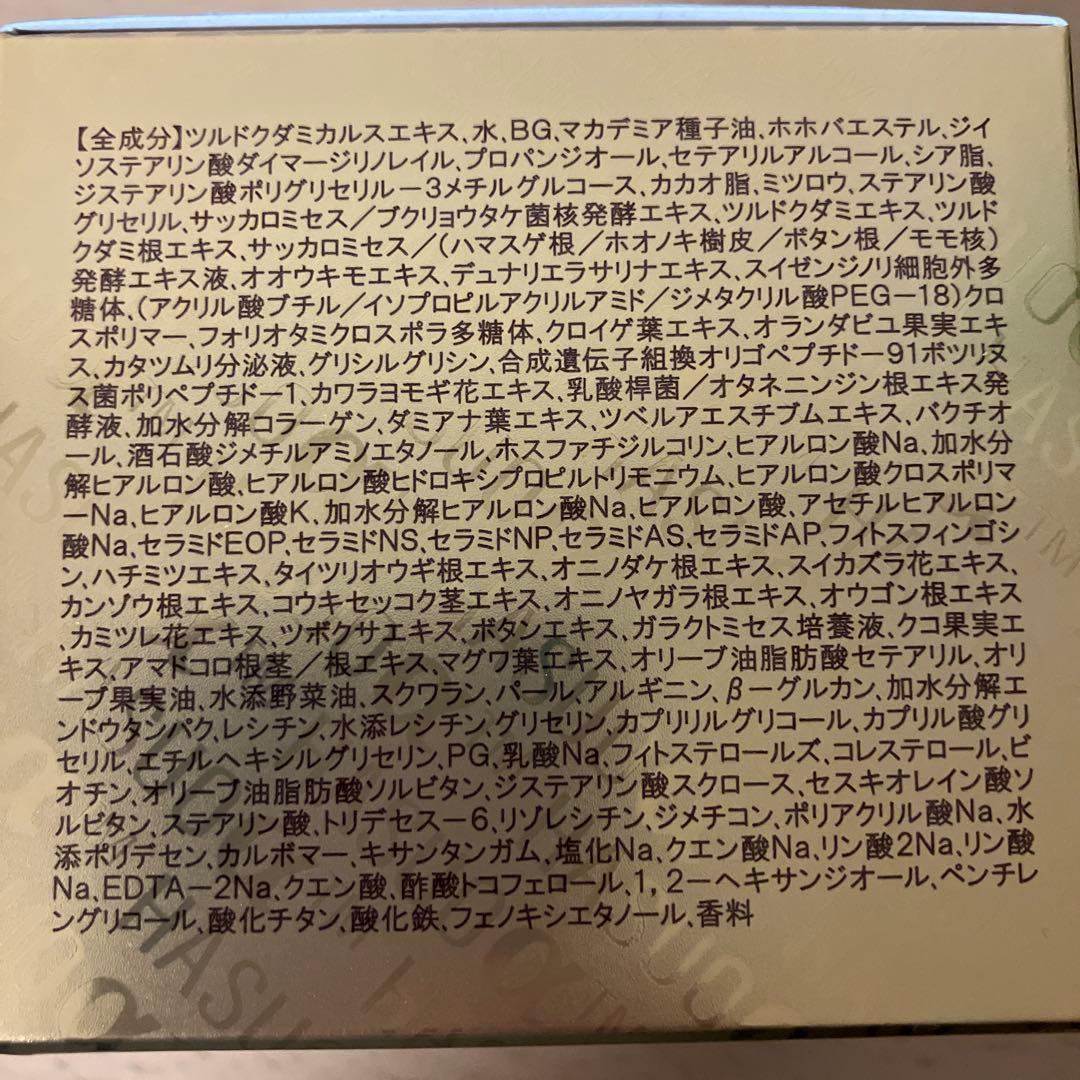 【全成分】ツルドクダミカルスエキス、水、BG、マカデミア種子油、ホホバエステル、ジイ
ソステアリン酸ダイマージリノレイル、プロパンジオール、セテアリルアルコール、シア脂、
ジステアリン酸ポリグリセリル－3メチルグルコース、カカオ脂、ミツロウ、ステアリン酸
グリセリル、サッカロミセス／ブクリョウタケ菌核発酵エキス、ツルドクダミエキス、ツルド
クダミ根エキス、サッカロミセス／（ハマスゲ根／ホオノキ樹皮／ボタン根／モモ核）
発酵エキス液、オオウキモエキス、デュナリエラサリナエキス、スイゼンジノリ細胞外多
糖体、（アクリル酸ブチル／イソプロピルアクリルアミド／ジメタクリル酸PEG－18）クロ
スポリマー、フォリオタミクロスポラ多糖体、クロイゲ葉エキス、オランダビユ果実エキ
ス、カタツムリ分泌液、グリシルグリシン、合成遺伝子組換オリゴペプチドー91ボツリヌ
ス菌ポリペプチドー1、カワラヨモギ花エキス、乳酸桿菌／オタネニンジン根エキス発
酵液、加水分解コラーゲン、ダミアナ葉エキス、ツベルアエスチブムエキス、バクチオ
ール、酒石酸ジメチルアミノエタノール、ホスファチジルコリン、ヒアルロン酸Na、加水分
解ヒアルロン酸、ヒアルロン酸ヒドロキシプロピルトリモニウム、ヒアルロン酸クロスポリマ
ーNa、ヒアルロン酸K、加水分解ヒアルロン酸Na、ヒアルロン酸、アセチルヒアルロン
酸Na、セラミドEOP、セラミドNS、セラミドNP、セラミドAS、セラミドAP、フィトスフィンゴシ
ン、ハチミツエキス、タイツリオウギ根エキス、オニノダケ根エキス、スイカズラ花エキス、
カンゾウ根エキス、コウキセッコク茎エキス、オニノヤガラ根エキス、オウゴン根エキス
、カミツレ花エキス、ツボクサエキス、ボタンエキス、ガラクトミセス培養液、クコ果実エ
キス、アマドコロ根茎／根エキス、マグワ葉エキス、オリーブ油脂肪酸セテアリル、オリ
ーブ果実油、水添野菜油、スクワラン、パール、アルギニン、β－グルカン、加水分解エ
ンドウタンパク、レシチン、水添レシチン、グリセリン、カプリリルグリコール、カプリル酸グリ
セリル、エチルヘキシルグリセリン、PG、乳酸Na、フィトステロールズ、コレステロール、ビ
オチン、オリーブ油脂肪酸ソルビタン、ジステアリン酸スクロース、セスキオレイン酸ソ
ルビタン、ステアリン酸、トリデセス－6、リゾレシチン、ジメチコン、ポリアクリル酸Na、水
添ポリデセン、カルボマー、キサンタンガム、塩化Na、クエン酸Na、リン酸2Na、リン酸
Na、EDTA－2Na、クエン酸、酢酸トコフェロール、1，2－ヘキサンジオール、ペンチレ
ングリコール、酸化チタン、酸化鉄、フェノキシエタノール、香料